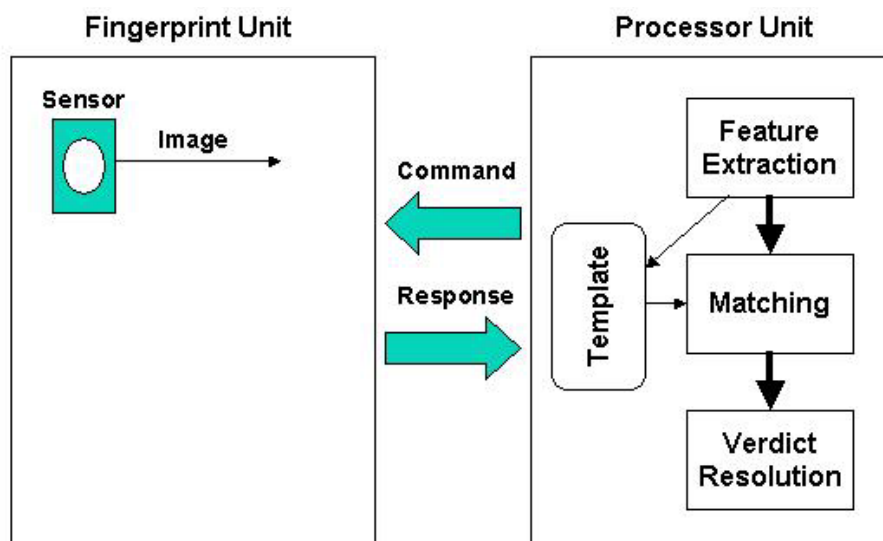 Fingerprint Unit
Processor Unit
Sensor
Image
Command
Response
Feature
Extraction
Template
Matching
Verdict
Resolution